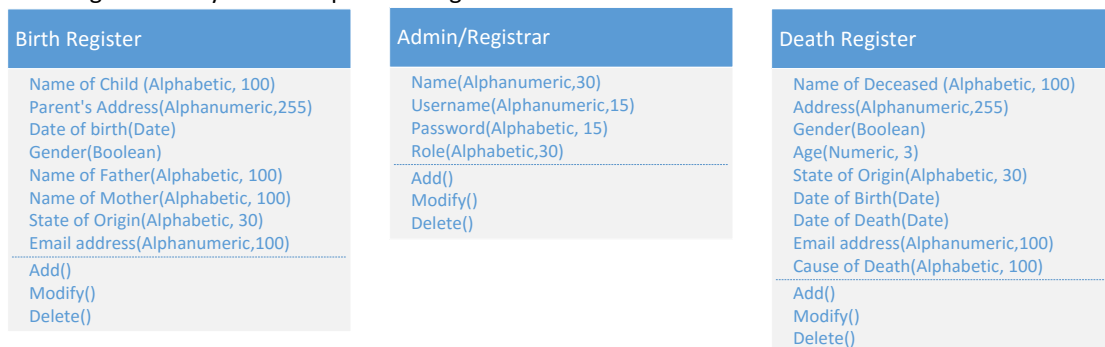 Birth Register
Name of Child (Alphabetic, 100)
Parent's Address(Alphanumeric,255)
Date of birth(Date)
Gender(Boolean)
Name of Father(Alphabetic, 100)
Name of Mother(Alphabetic, 100)
State of Origin(Alphabetic, 30)
Email address(Alphanumeric,100)
Add()
Modify()
Delete()
Admin/Registrar
Name(Alphanumeric,30)
Username(Alphanumeric,15)
Password(Alphabetic, 15)
Role(Alphabetic,30)
Add()
Modify()
Delete()
Death Register
Name of Deceased (Alphabetic, 100)
Address(Alphanumeric,255)
Gender(Boolean)
Age(Numeric, 3)
State of Origin(Alphabetic, 30)
Date of Birth(Date)
Date of Death(Date)
Email address(Alphanumeric,100)
Cause of Death(Alphabetic, 100)
Add()
Modify()
Delete()